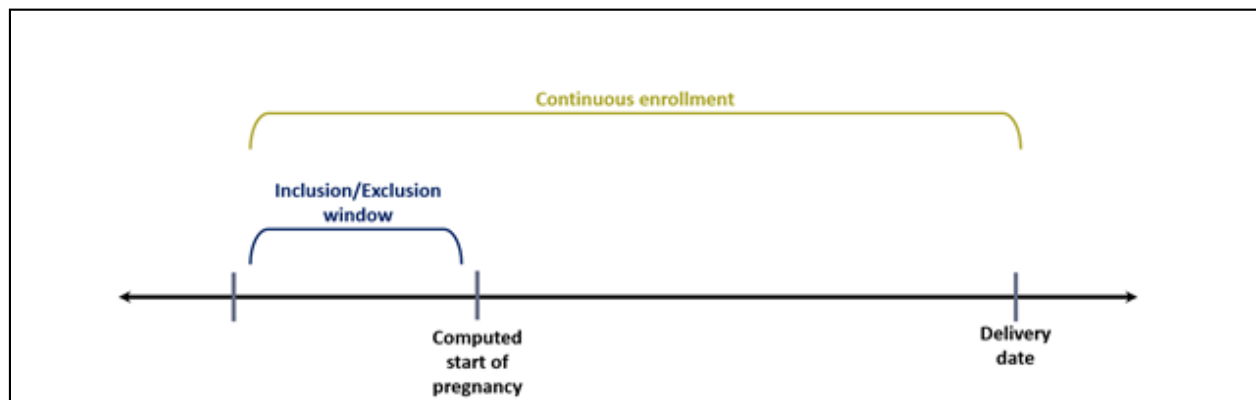 Continuous enrollment
Inclusion/Exclusion
window
Computed
start of
pregnancy
Delivery
date